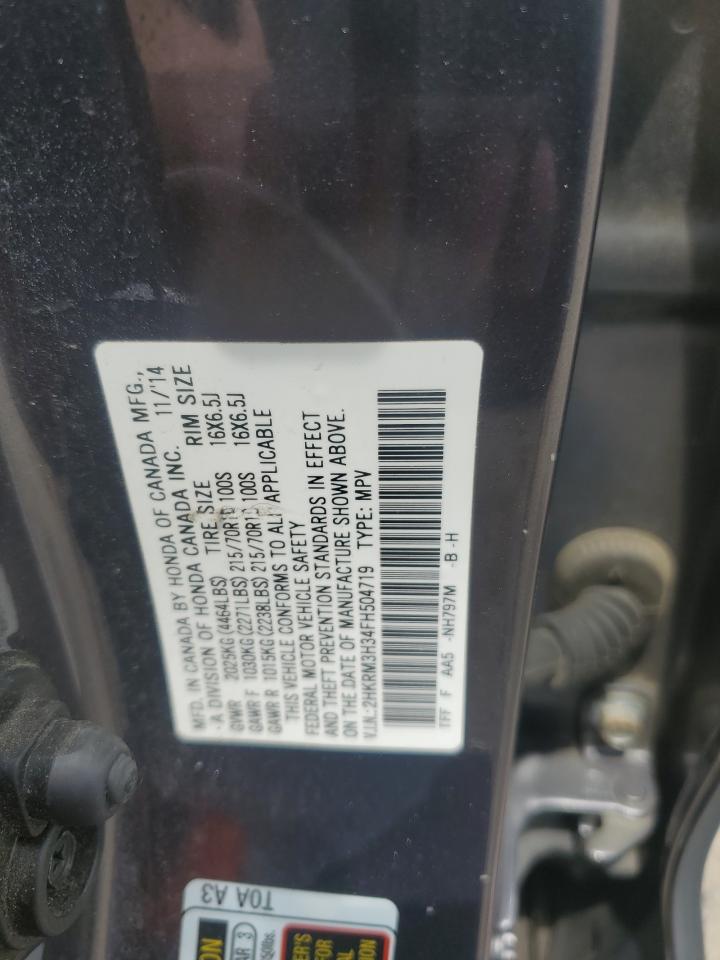 MFD. IN CANADA BY HONDA OF CANADA MFG.,
- A DIVISION OF HONDA CANADA INC. 11/'14
GVWR 2025KG(4464LBS) TIRE SIZE RIM SIZE
GAWR F 1030KG(2271LBS) 215/70R16 100S 16X6.5J
GAWR R 1015KG(2238LBS) 215/70R16 100S 16X6.5J
THIS VEHICLE CONFORMS TO ALL APPLICABLE
FEDERAL MOTOR VEHICLE SAFETY
AND THEFT PREVENTION STANDARDS IN EFFECT
ON THE DATE OF MANUFACTURE SHOWN ABOVE.
V.I.N.:2HKRM3H34FH504719 TYPE: MPV
TFF F AA5 -NH797M -B -H
T0A A3